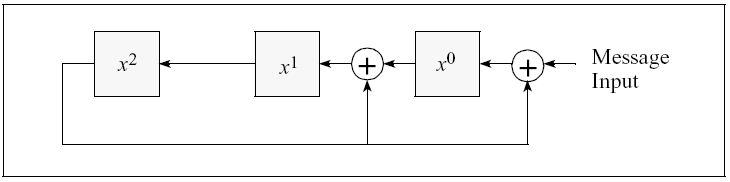 x² x¹ + x⁰ + Message
Input